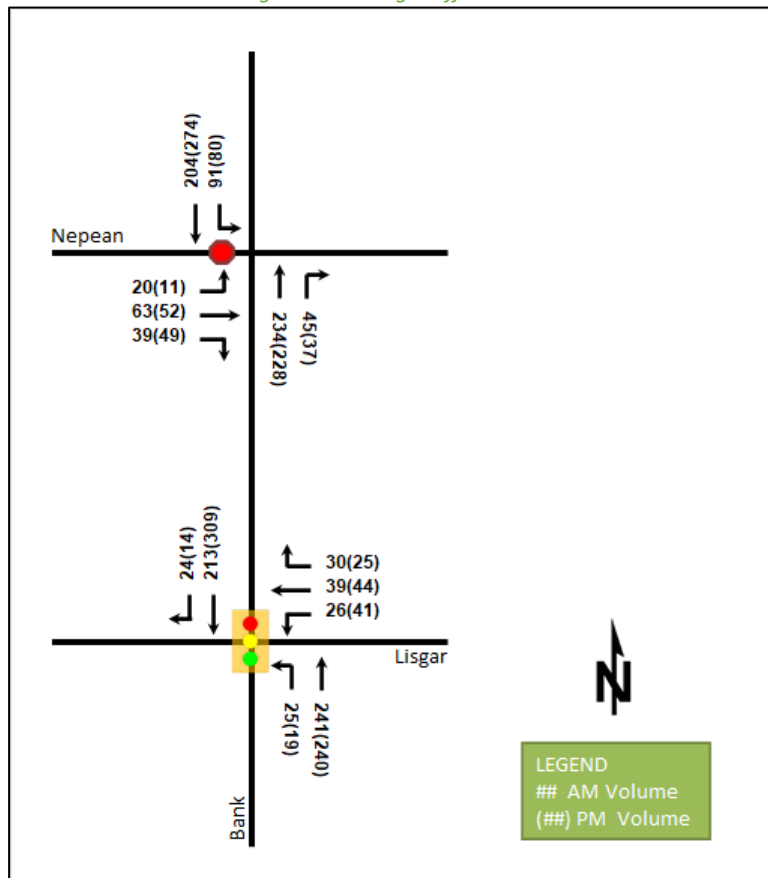 204(274)
91(80)
Nepean
20(11)
63(52)
39(49)
234(228)
45(37)
24(14)
213(309)
30(25)
39(44)
26(41)
Lisgar
25(19)
241(240)
Bank
N
LEGEND
## AM Volume
(##) PM Volume